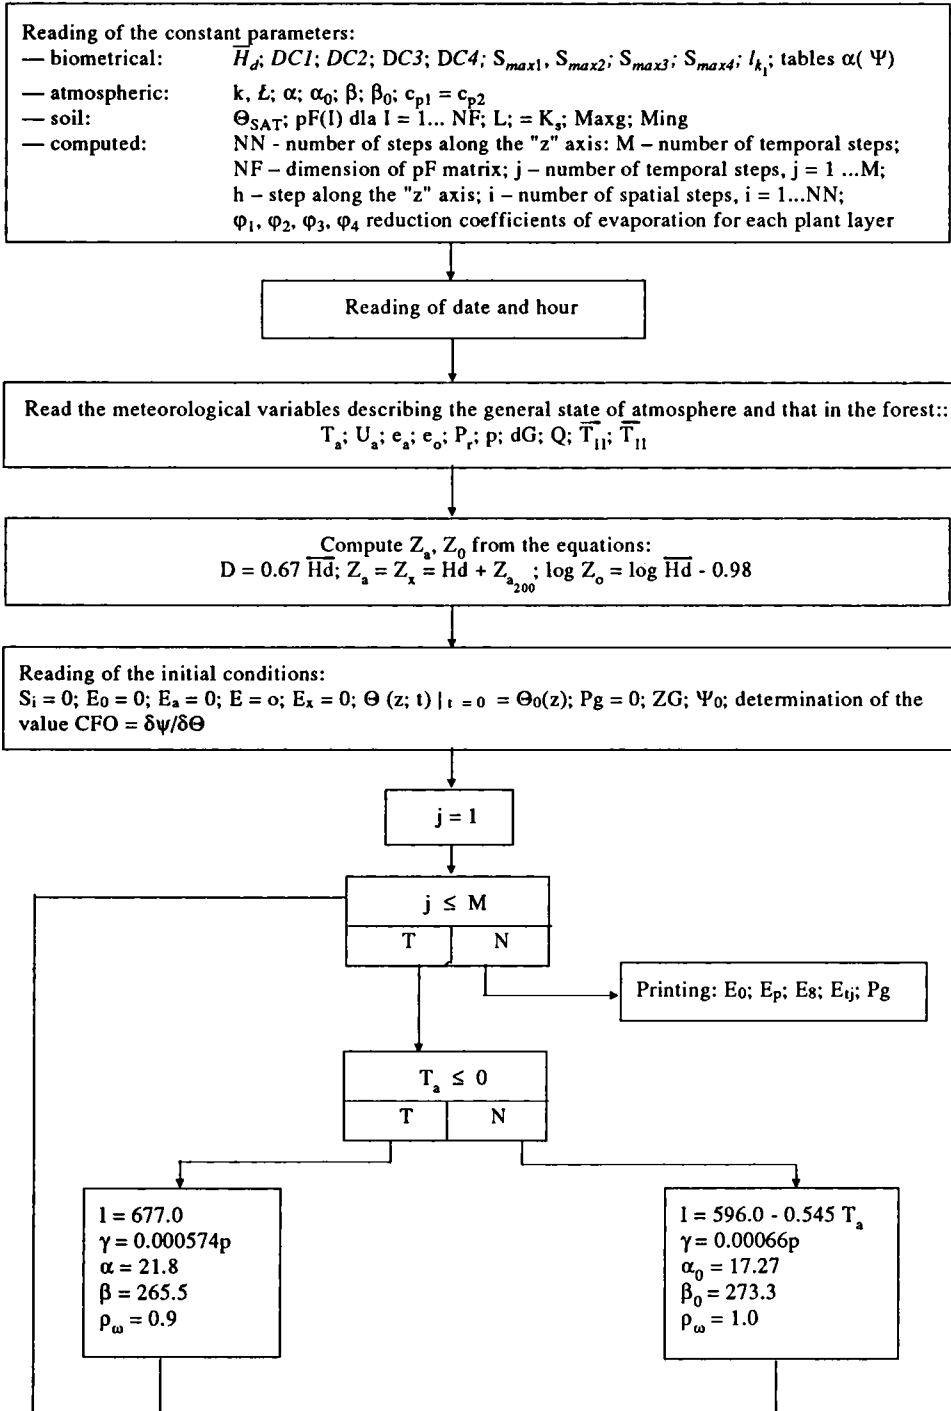 Reading of the constant parameters:
— biometrical: H̅d; DC1; DC2; DC3; DC4; Smax1, Smax2; Smax3; Smax4; lk1; tables α( Ψ)
— atmospheric: k, Ł; α; α0; β; β0; cp1 = cp2
— soil: ΘSAT; pF(I) dla I = 1... NF; L; = Ks; Maxg; Ming
— computed: NN - number of steps along the "z" axis: M – number of temporal steps;
NF – dimension of pF matrix; j – number of temporal steps, j = 1 ...M;
h – step along the "z" axis; i – number of spatial steps, i = 1...NN;
φ1, φ2, φ3, φ4 reduction coefficients of evaporation for each plant layer
Reading of date and hour
Read the meteorological variables describing the general state of atmosphere and that in the forest::
Ta; Ua; ea; eo; Pr; p; dG; Q; T̅11; T̅11
Compute Za, Z0 from the equations:
D = 0.67 H̅d̅; Za = Zx = Hd + Za200; log Zo = log H̅d̅ - 0.98
Reading of the initial conditions:
Si = 0; E0 = 0; Ea = 0; E = o; Ex = 0; Θ (z; t) |t = 0 = Θ0(z); Pg = 0; ZG; Ψ0; determination of the
value CFO = δψ/δΘ
j = 1
j ≤ M
T N
Printing: E0; Ep; E8; Etj; Pg
Ta ≤ 0
T N
l = 677.0
γ = 0.000574p
α = 21.8
β = 265.5
ρω = 0.9
l = 596.0 - 0.545 Ta
γ = 0.00066p
α0 = 17.27
β0 = 273.3
ρω = 1.0